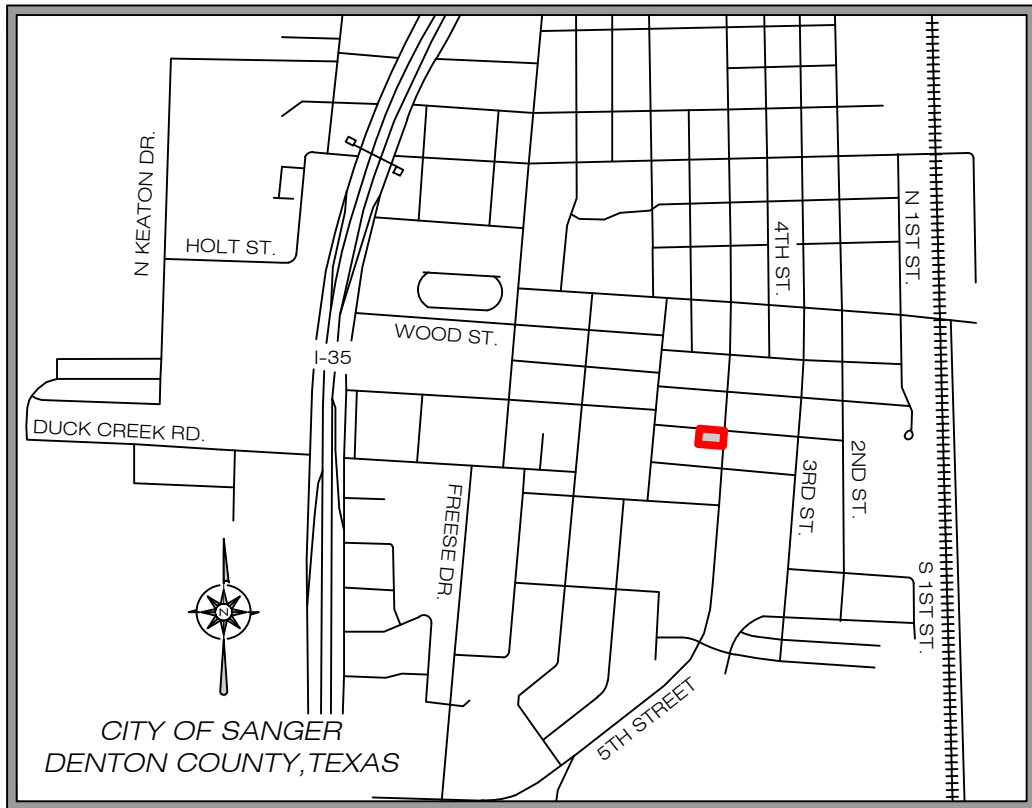 N KEATON DR.
HOLT ST.
N 1ST ST.
4TH ST.
WOOD ST.
I-35
DUCK CREEK RD.
FREESE DR.
3RD ST.
2ND ST.
S 1ST ST.
N
5TH STREET
CITY OF SANGER
DENTON COUNTY, TEXAS